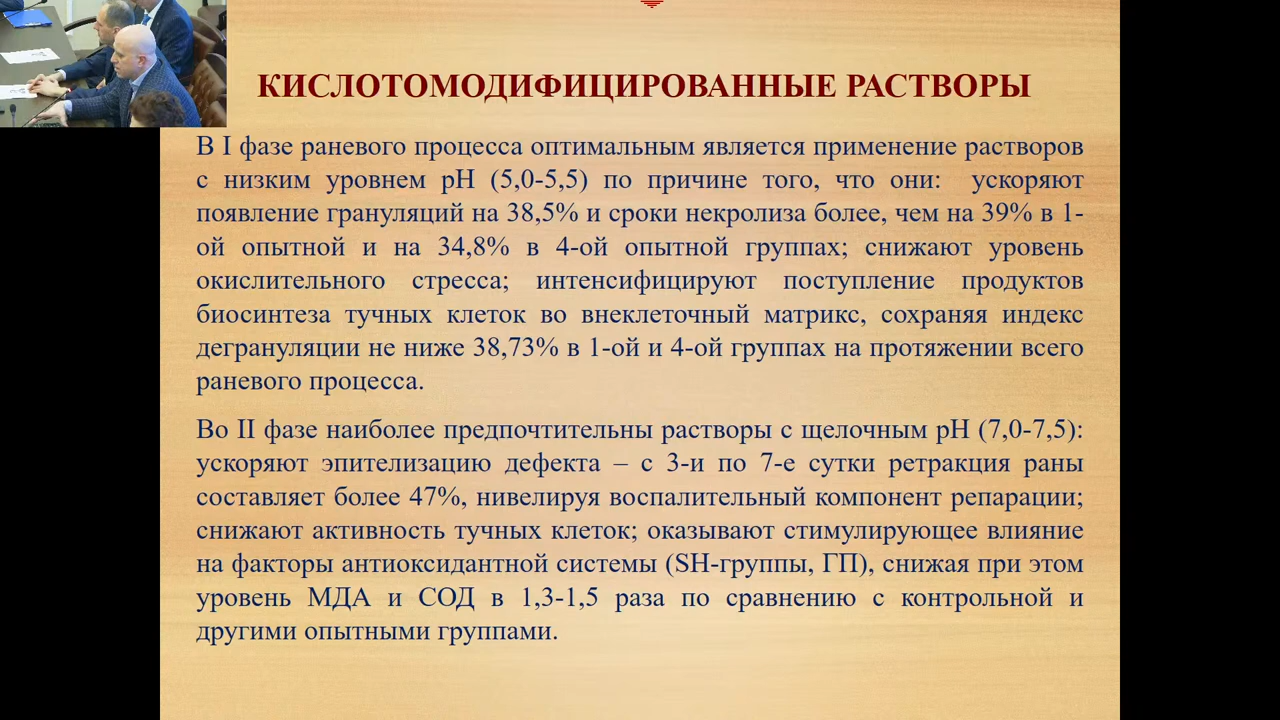 КИСЛОТОМОДИФИЦИРОВАННЫЕ РАСТВОРЫ
В I фазе раневого процесса оптимальным является применение растворов
с низким уровнем pH (5,0-5,5) по причине того, что они: ускоряют
появление грануляций на 38,5% и сроки некролиза более, чем на 39% в 1-
ой опытной и на 34,8% в 4-ой опытной группах; снижают уровень
окислительного стресса; интенсифицируют поступление продуктов
биосинтеза тучных клеток во внеклеточный матрикс, сохраняя индекс
дегрануляции не ниже 38,73% в 1-ой и 4-ой группах на протяжении всего
раневого процесса.
Во II фазе наиболее предпочтительны растворы с щелочным pH (7,0-7,5):
ускоряют эпителизацию дефекта – с 3-и по 7-е сутки ретракция раны
составляет более 47%, нивелируя воспалительный компонент репарации;
снижают активность тучных клеток; оказывают стимулирующее влияние
на факторы антиоксидантной системы (SH-группы, ГП), снижая при этом
уровень МДА и СОД в 1,3-1,5 раза по сравнению с контрольной и
другими опытными группами.